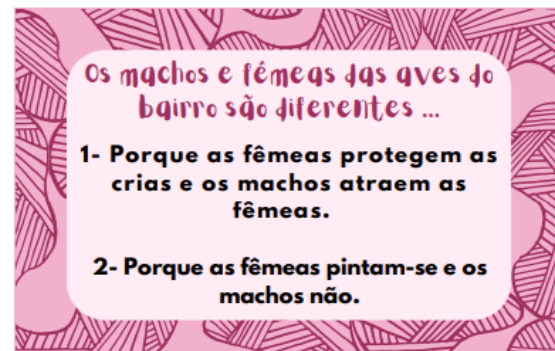 Os machos e fêmeas das aves do
bairro são diferentes ...
1- Porque as fêmeas protegem as
crias e os machos atraem as
fêmeas.
2- Porque as fêmeas pintam-se e os
machos não.